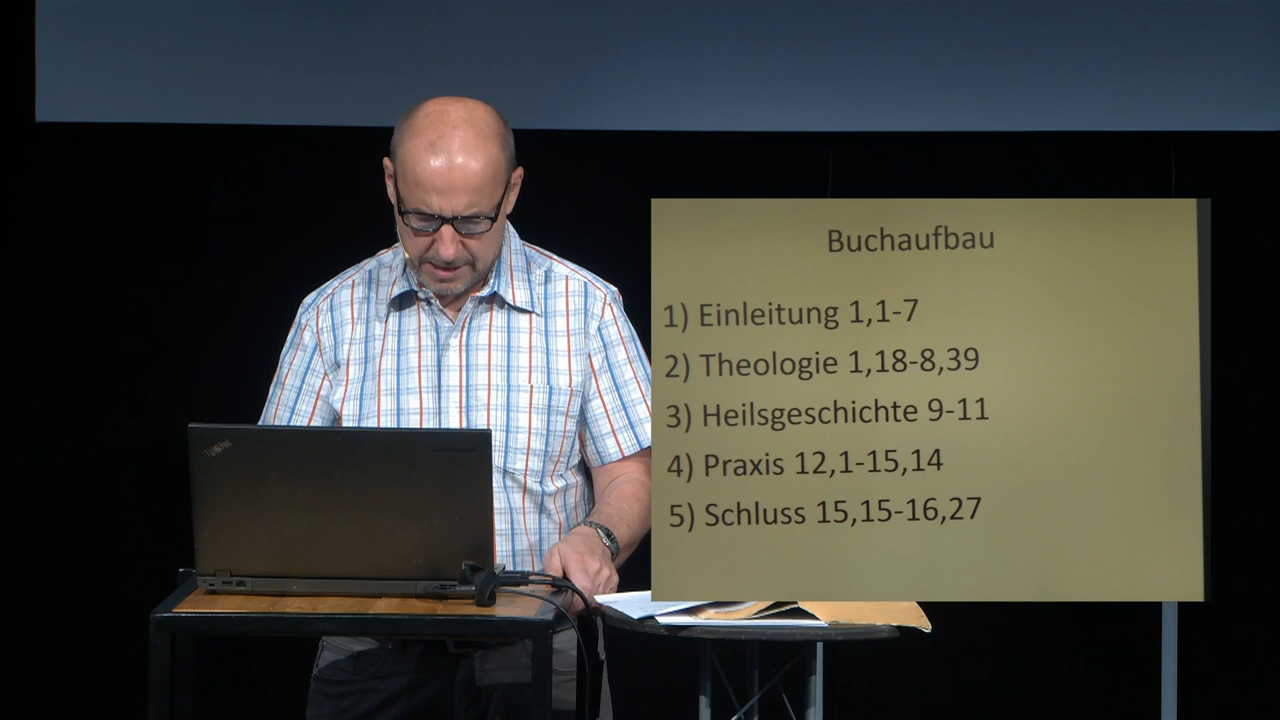 ThinkPad
Buchaufbau
1) Einleitung 1,1-7
2) Theologie 1,18-8,39
3) Heilsgeschichte 9-11
4) Praxis 12,1-15,14
5) Schluss 15,15-16,27